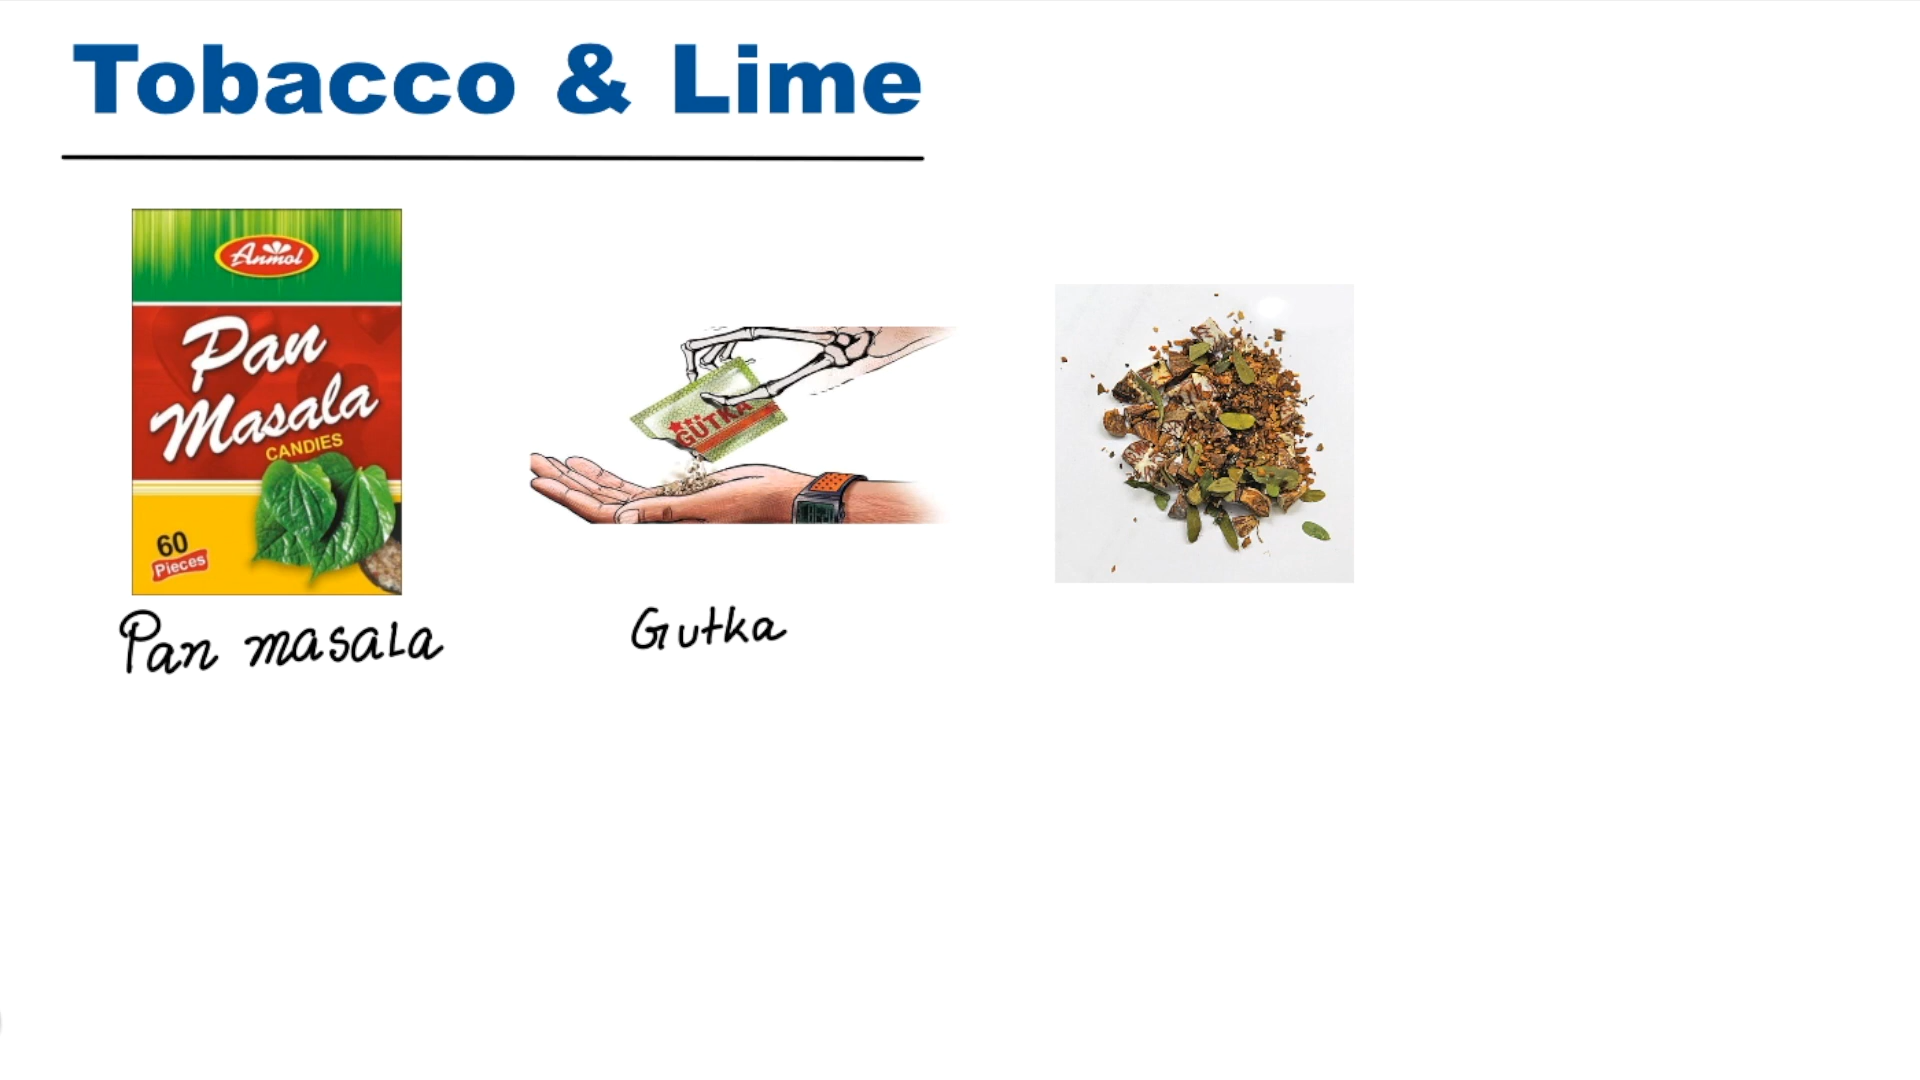 Tobacco & Lime
Anmol
Pan
Masala
CANDIES
60
Pieces
GUTKA
Pan masala
Gutka